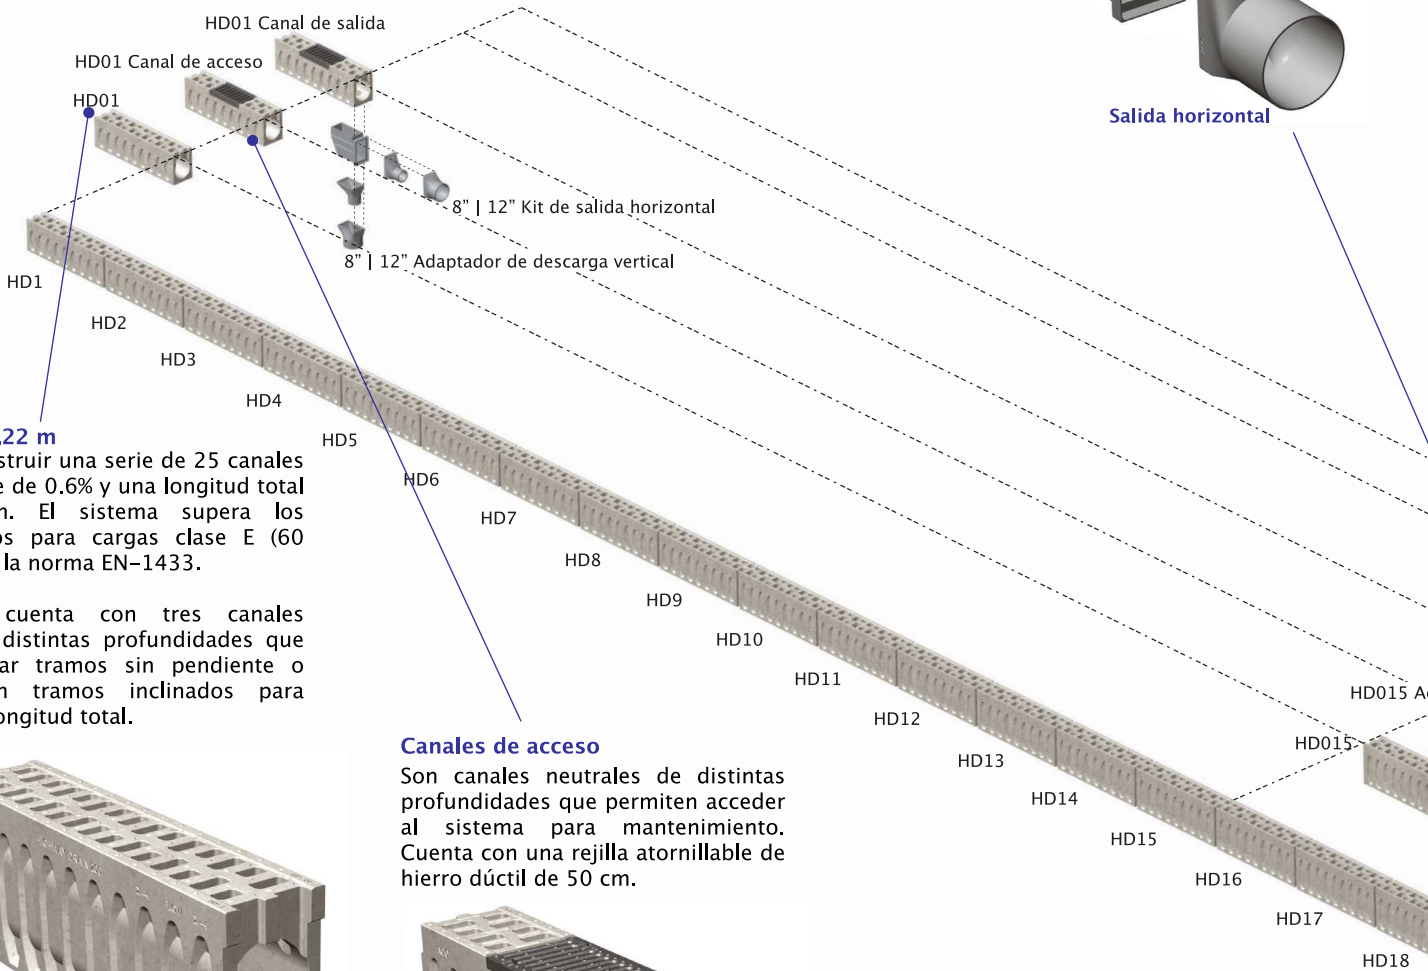 HD01 Canal de salida
HD01 Canal de acceso
HD01
Salida horizontal
8” | 12” Kit de salida horizontal
8” | 12” Adaptador de descarga vertical
HD1
HD2
HD3
HD4
HD5
HD6
HD7
HD8
HD9
HD10
HD11
HD12
HD13
HD14
HD15
HD16
HD17
HD18
HD015
HD015
,22 m
una serie de 25 canales
de 0.6% y una longitud total
El sistema supera los
para cargas clase E (60
la norma EN-1433.
cuenta con tres canales
distintas profundidades que
tramos sin pendiente o
tramos inclinados para
total.
Canales de acceso
Son canales neutrales de distintas
profundidades que permiten acceder
al sistema para mantenimiento.
Cuenta con una rejilla atornillable de
hierro dúctil de 50 cm.